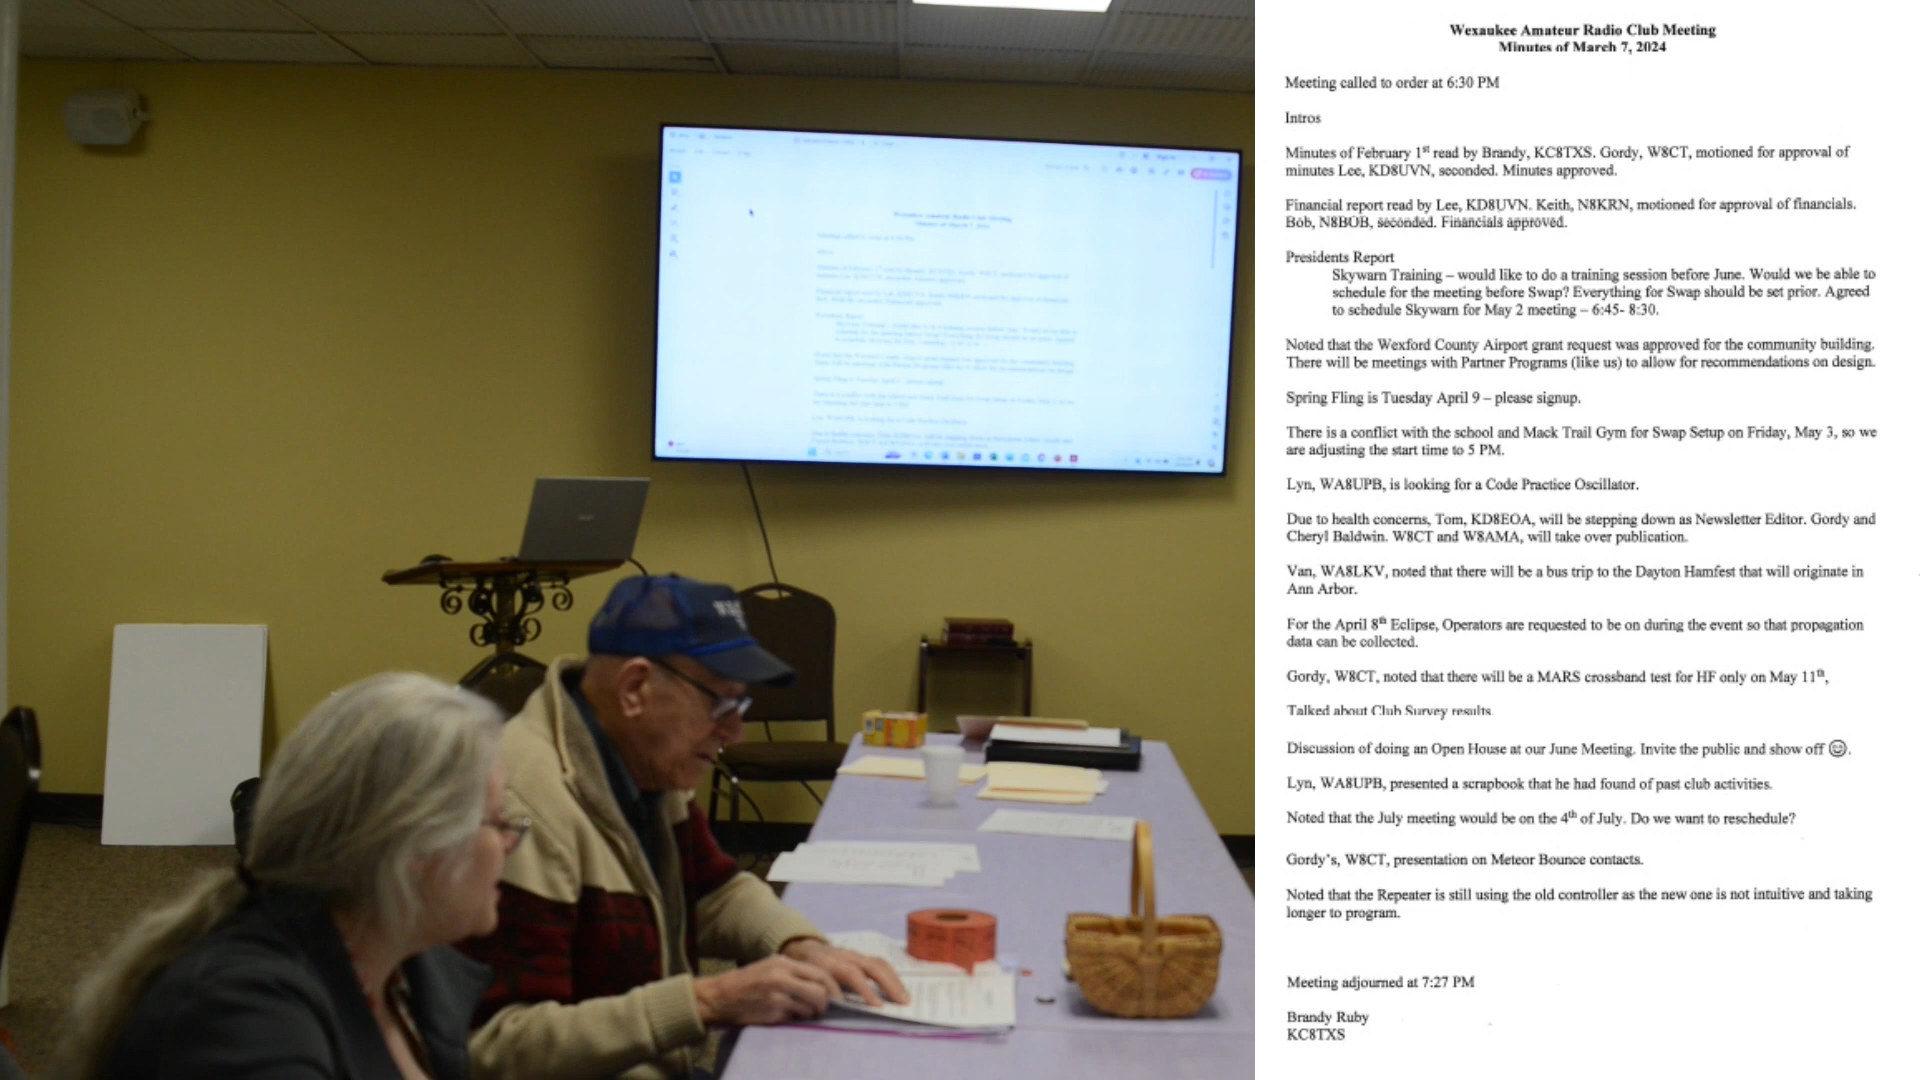 Wexaukee Amateur Radio Club Meeting
Minutes of March 7, 2024
Meeting called to order at 6:30 PM
Intros
Minutes of February 1st read by Brandy, KC8TXS. Gordy, W8CT, motioned for approval of
minutes Lee, KD8UVN, seconded. Minutes approved.
Financial report read by Lee, KD8UVN. Keith, N8KRN, motioned for approval of financials.
Bob, N8BOB, seconded. Financials approved.
Presidents Report
Skywarn Training – would like to do a training session before June. Would we be able to
schedule for the meeting before Swap? Everything for Swap should be set prior. Agreed
to schedule Skywarn for May 2 meeting – 6:45- 8:30.
Noted that the Wexford County Airport grant request was approved for the community building.
There will be meetings with Partner Programs (like us) to allow for recommendations on design.
Spring Fling is Tuesday April 9 – please signup.
There is a conflict with the school and Mack Trail Gym for Swap Setup on Friday, May 3, so we
are adjusting the start time to 5 PM.
Lyn, WA8UPB, is looking for a Code Practice Oscillator.
Due to health concerns, Tom, KD8EOA, will be stepping down as Newsletter Editor. Gordy and
Cheryl Baldwin. W8CT and W8AMA, will take over publication.
Van, WA8LKV, noted that there will be a bus trip to the Dayton Hamfest that will originate in
Ann Arbor.
For the April 8th Eclipse, Operators are requested to be on during the event so that propagation
data can be collected.
Gordy, W8CT, noted that there will be a MARS crossband test for HF only on May 11th,
Talked about Club Survey results.
Discussion of doing an Open House at our June Meeting. Invite the public and show off 😊.
Lyn, WA8UPB, presented a scrapbook that he had found of past club activities.
Noted that the July meeting would be on the 4th of July. Do we want to reschedule?
Gordy's, W8CT, presentation on Meteor Bounce contacts.
Noted that the Repeater is still using the old controller as the new one is not intuitive and taking
longer to program.
Meeting adjourned at 7:27 PM
Brandy Ruby
KC8TXS